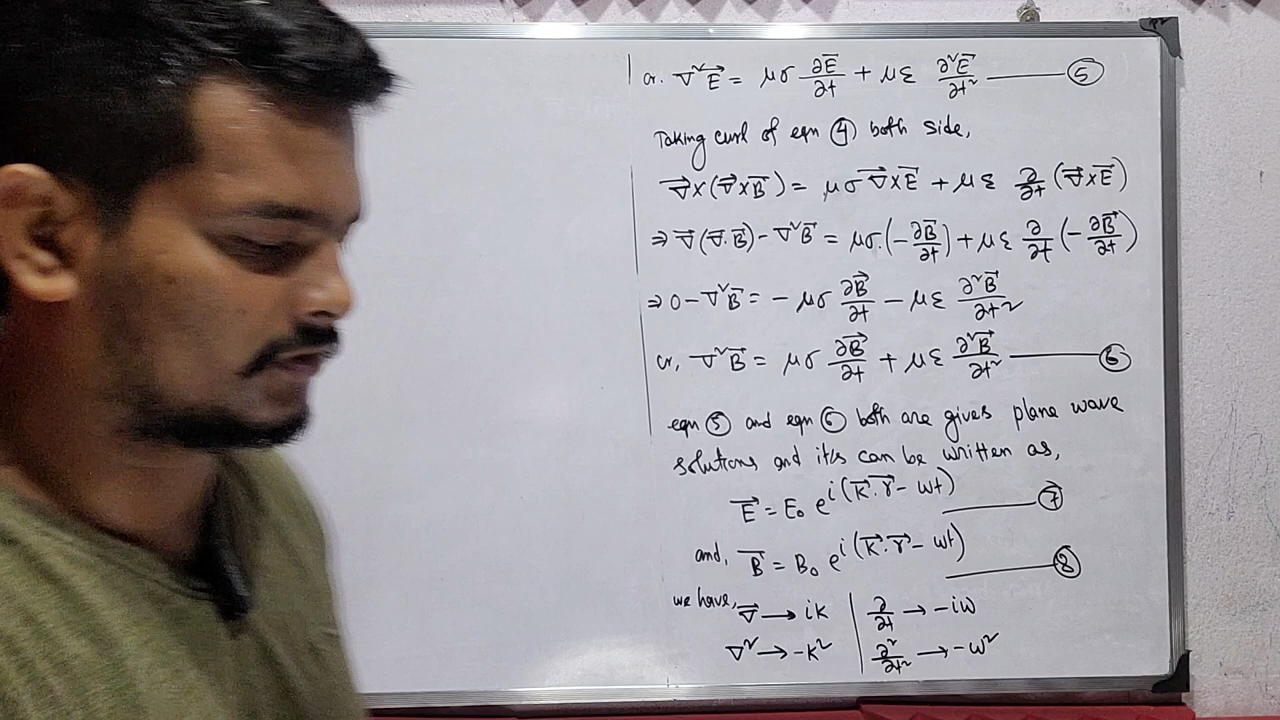 or. ∇²E⃗ = μσ ∂E⃗/∂t + με ∂²E⃗/∂t² —— ⑤
Taking curl of eqn ④ both side,
∇⃗×(∇⃗×B⃗) = μσ ∇⃗×E⃗ + με ∂/∂t (∇⃗×E⃗)
⇒ ∇⃗(∇⃗.B⃗) - ∇²B⃗ = μσ.(-∂B⃗/∂t) + με ∂/∂t (-∂B⃗/∂t)
⇒ 0 - ∇²B⃗ = - μσ ∂B⃗/∂t - με ∂²B⃗/∂t²
or, ∇²B⃗ = μσ ∂B⃗/∂t + με ∂²B⃗/∂t² —— ⑥
eqn ⑤ and eqn ⑥ both are gives plane wave
solutions and it's can be written as,
E⃗ = E₀ e^i(K⃗.r⃗ - ωt) —— ⑦
and, B⃗ = B₀ e^i(K⃗.r⃗ - ωt) —— ⑧
we have, ∇⃗ → iK | ∂/∂t → -iω
∇² → -K² | ∂²/∂t² → -ω²